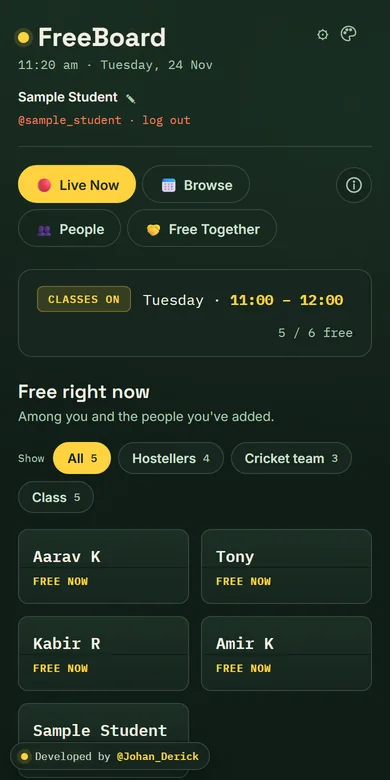 FreeBoard
11:20 am · Tuesday, 24 Nov
Sample Student
@sample_student · log out
Live Now
Browse
People
Free Together
CLASSES ON Tuesday · 11:00 – 12:00
5 / 6 free
Free right now
Among you and the people you've added.
Show All 5 Hostellers 4 Cricket team 3
Class 5
Aarav K
FREE NOW
Tony
FREE NOW
Kabir R
FREE NOW
Amir K
FREE NOW
Sample Student
Developed by @Johan_Derick